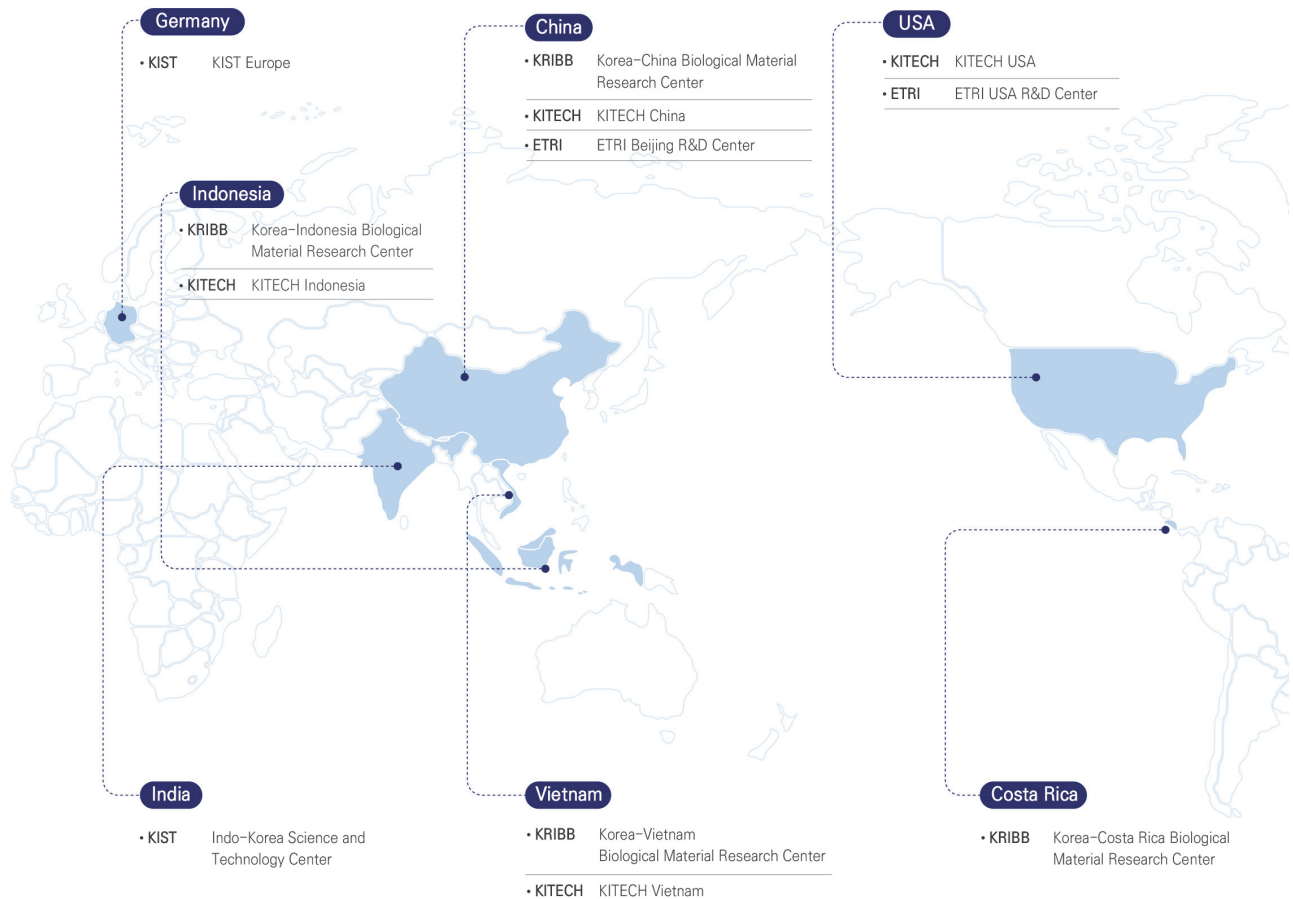 Germany
• KIST KIST Europe
China
• KRIBB Korea-China Biological Material
Research Center
• KITECH KITECH China
• ETRI ETRI Beijing R&D Center
USA
• KITECH KITECH USA
• ETRI ETRI USA R&D Center
Indonesia
• KRIBB Korea-Indonesia Biological
Material Research Center
• KITECH KITECH Indonesia
India
• KIST Indo-Korea Science and
Technology Center
Vietnam
• KRIBB Korea-Vietnam
Biological Material Research Center
• KITECH KITECH Vietnam
Costa Rica
• KRIBB Korea-Costa Rica Biological
Material Research Center